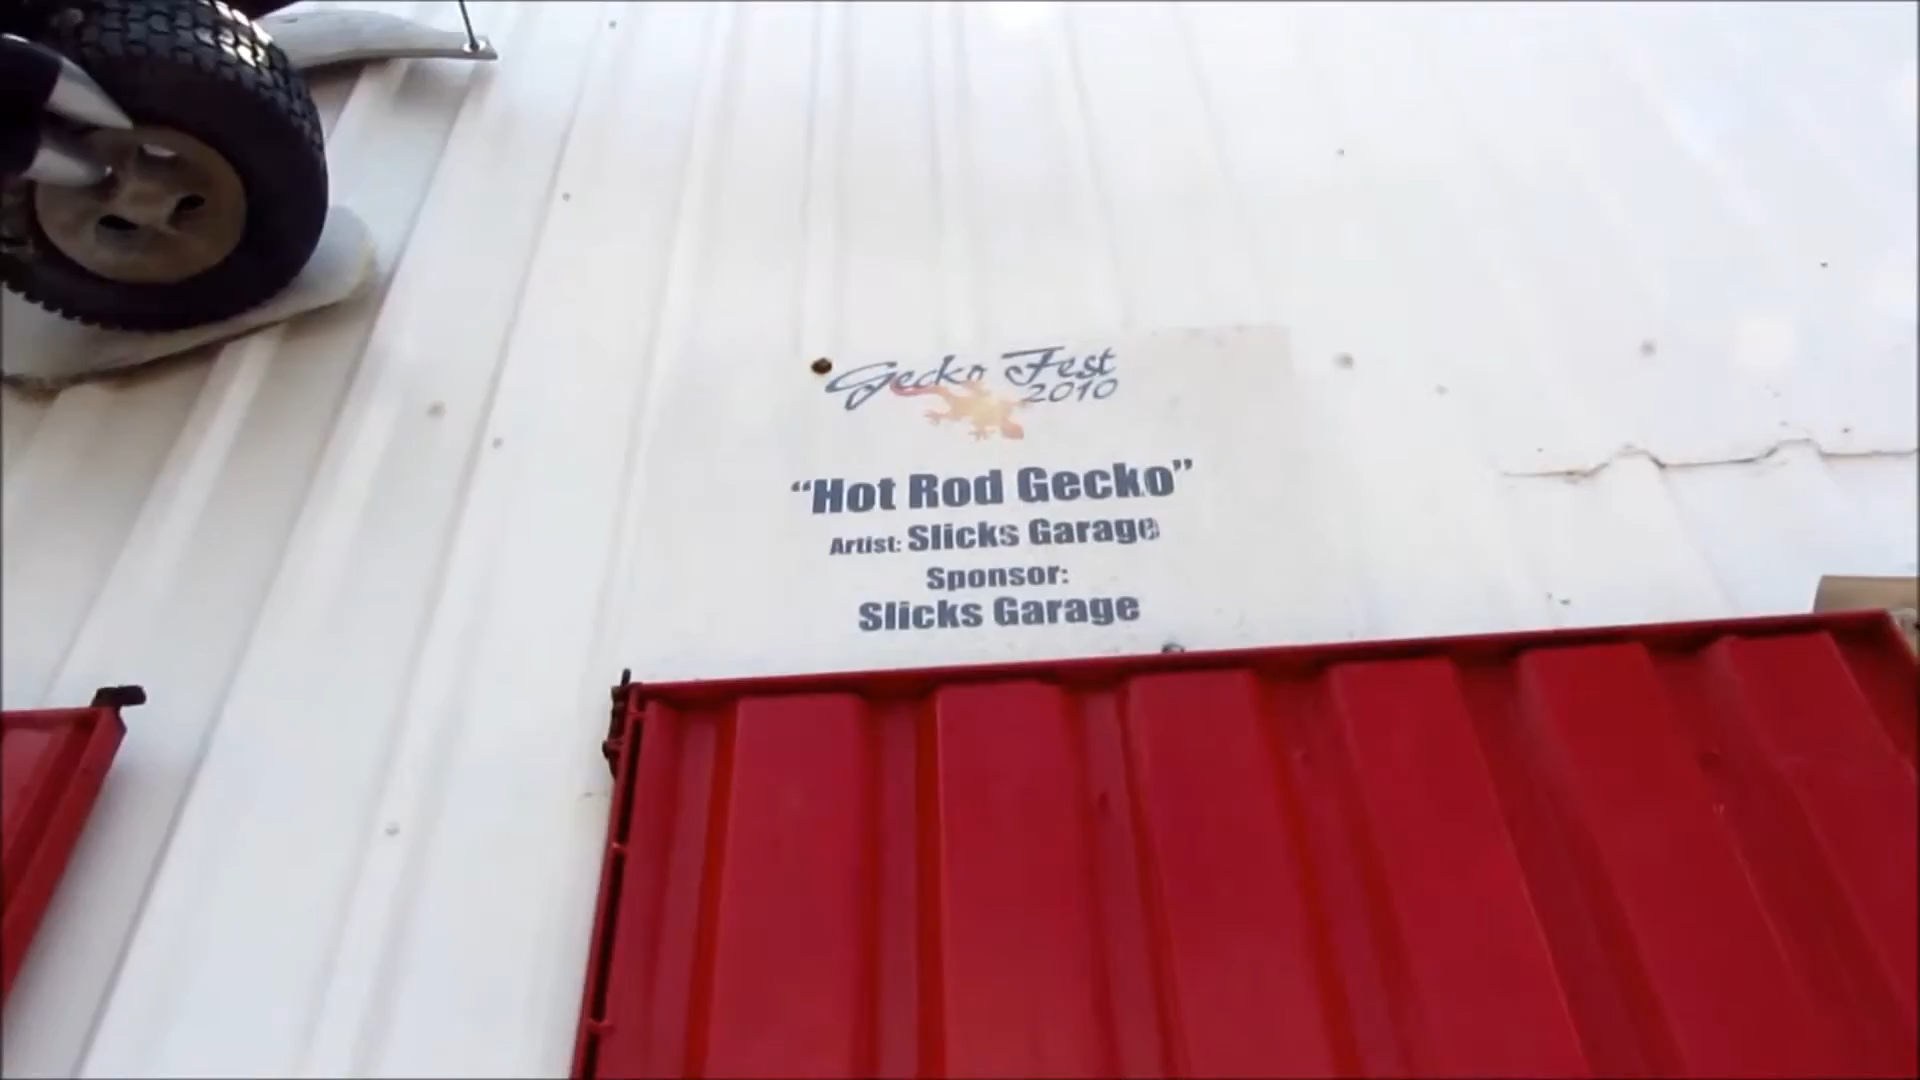 Gecko Fest
2010
“Hot Rod Gecko”
Artist: Slicks Garage
Sponsor:
Slicks Garage